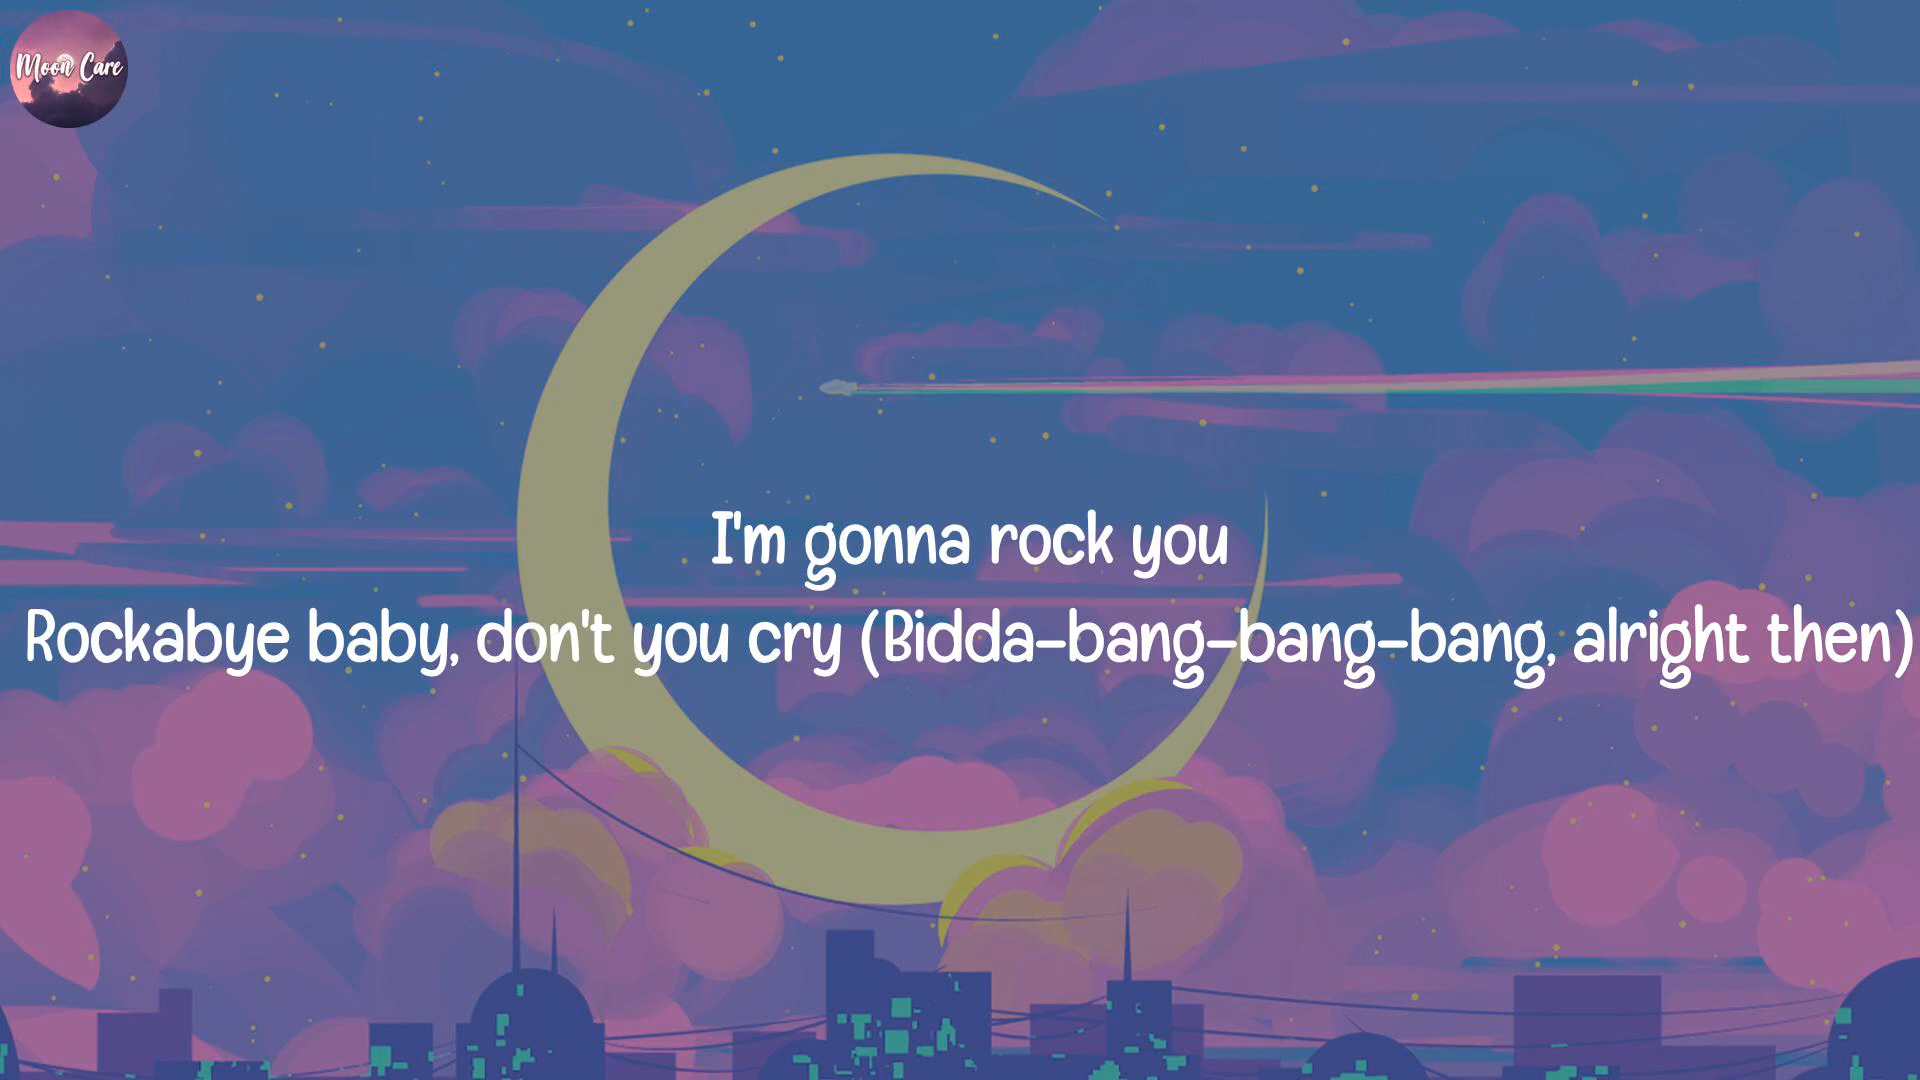 Moon Care
I'm gonna rock you
Rockabye baby, don't you cry (Bidda-bang-bang-bang, alright then)